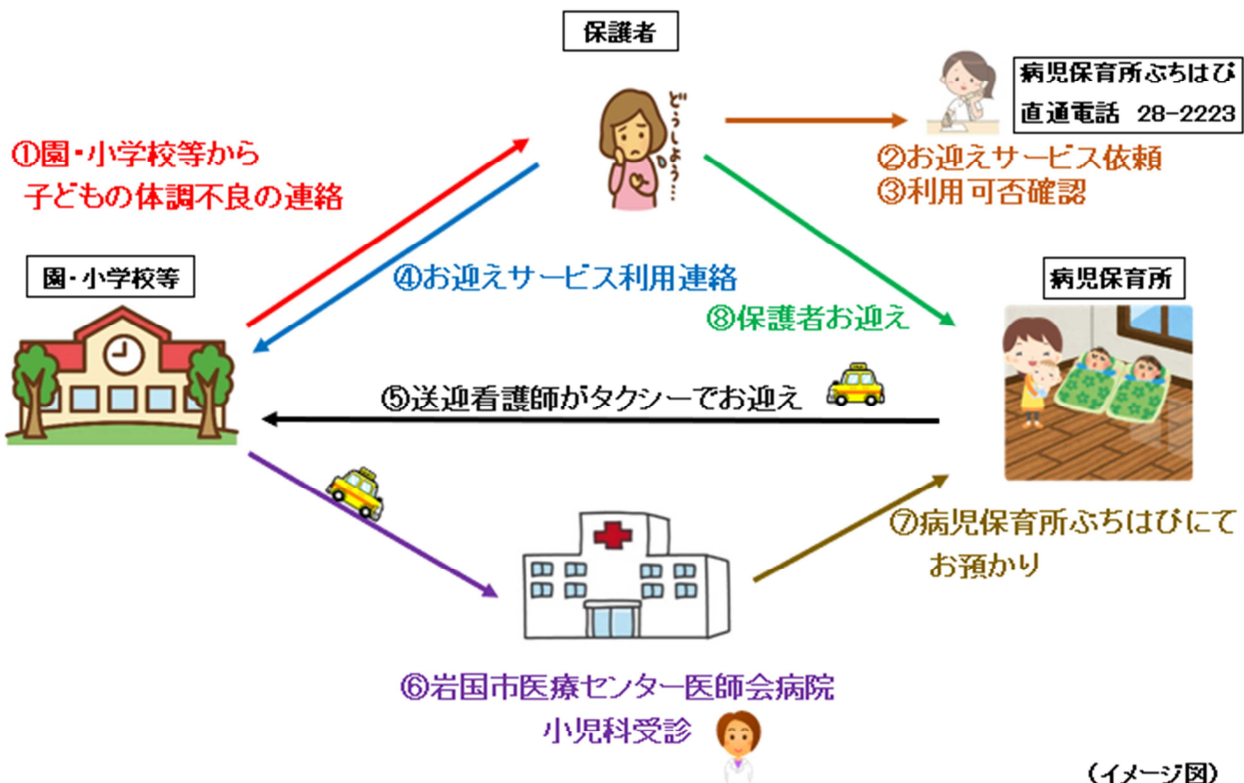 保護者
どうしよう…
病児保育所ぷちはぴ
直通電話 28-2223
①園・小学校等から
子どもの体調不良の連絡
②お迎えサービス依頼
③利用可否確認
園・小学校等
④お迎えサービス利用連絡
病児保育所
⑧保護者お迎え
⑤送迎看護師がタクシーでお迎え
⑦病児保育所ぷちはぴにて
お預かり
⑥岩国市医療センター医師会病院
小児科受診
(イメージ図)